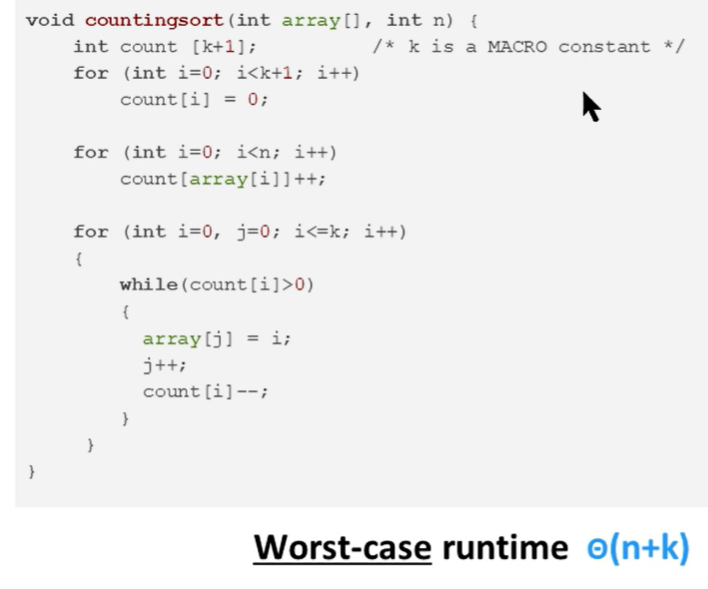 void countingsort(int array[], int n) {
int count [k+1]; /* k is a MACRO constant */
for (int i=0; i<k+1; i++)
count[i] = 0;
for (int i=0; i<n; i++)
count[array[i]]++;
for (int i=0, j=0; i<=k; i++)
{
while(count[i]>0)
{
array[j] = i;
j++;
count[i]--;
}
}
}
Worst-case runtime Θ(n+k)